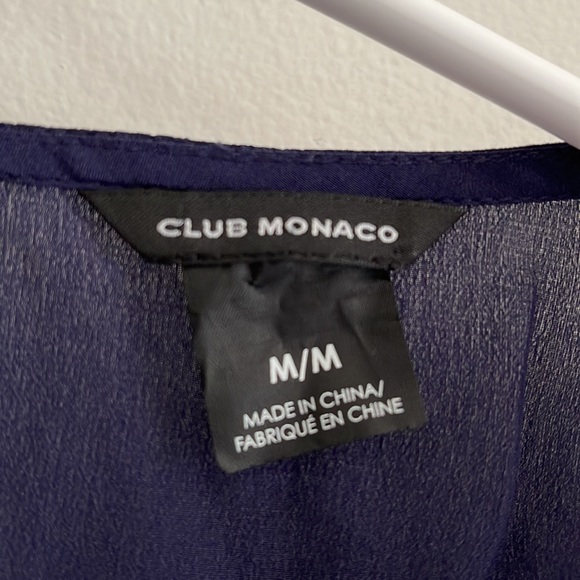 CLUB MONACO
M/M
MADE IN CHINA/
FABRIQUÉ EN CHINE